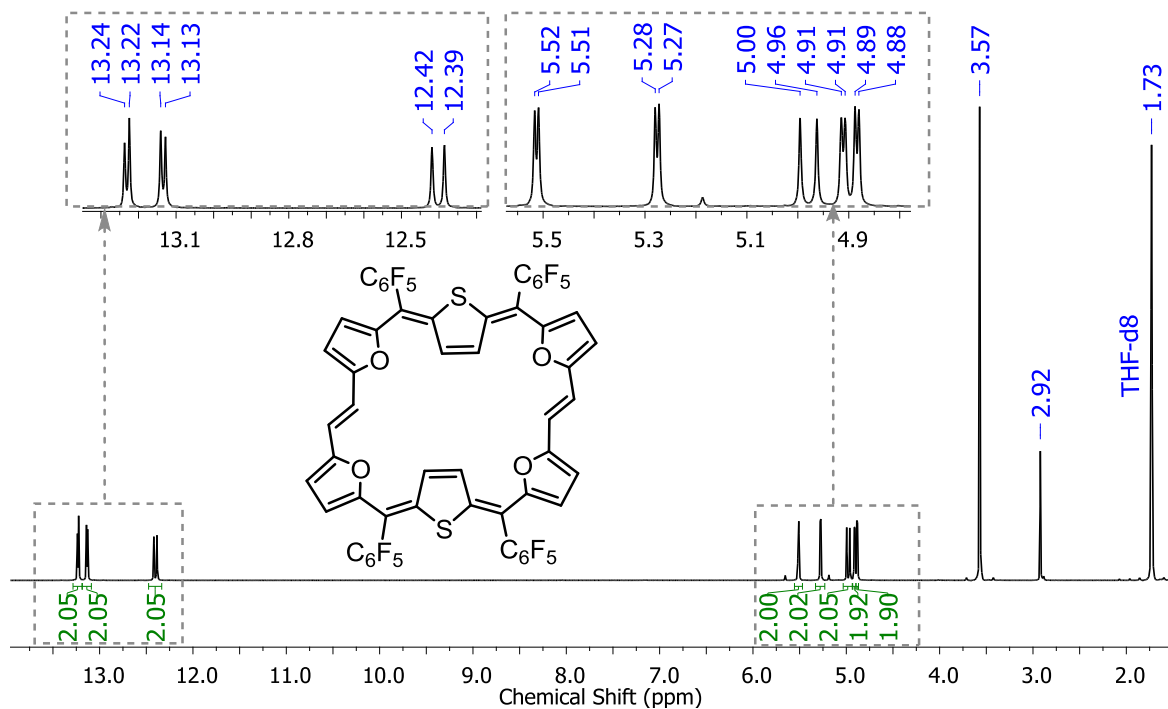 13.24
13.22
13.14
13.13
12.42
12.39
5.52
5.51
5.28
5.27
5.00
4.96
4.91
4.91
4.89
4.88
3.57
1.73
13.1 12.8 12.5
5.5 5.3 5.1 4.9
C6F5 S C6F5
O O
O O
S
C6F5 C6F5
2.92
THF-d8
2.05
2.05
2.05
2.00
2.02
2.05
1.92
1.90
13.0 12.0 11.0 10.0 9.0 8.0 7.0 6.0 5.0 4.0 3.0 2.0
Chemical Shift (ppm)